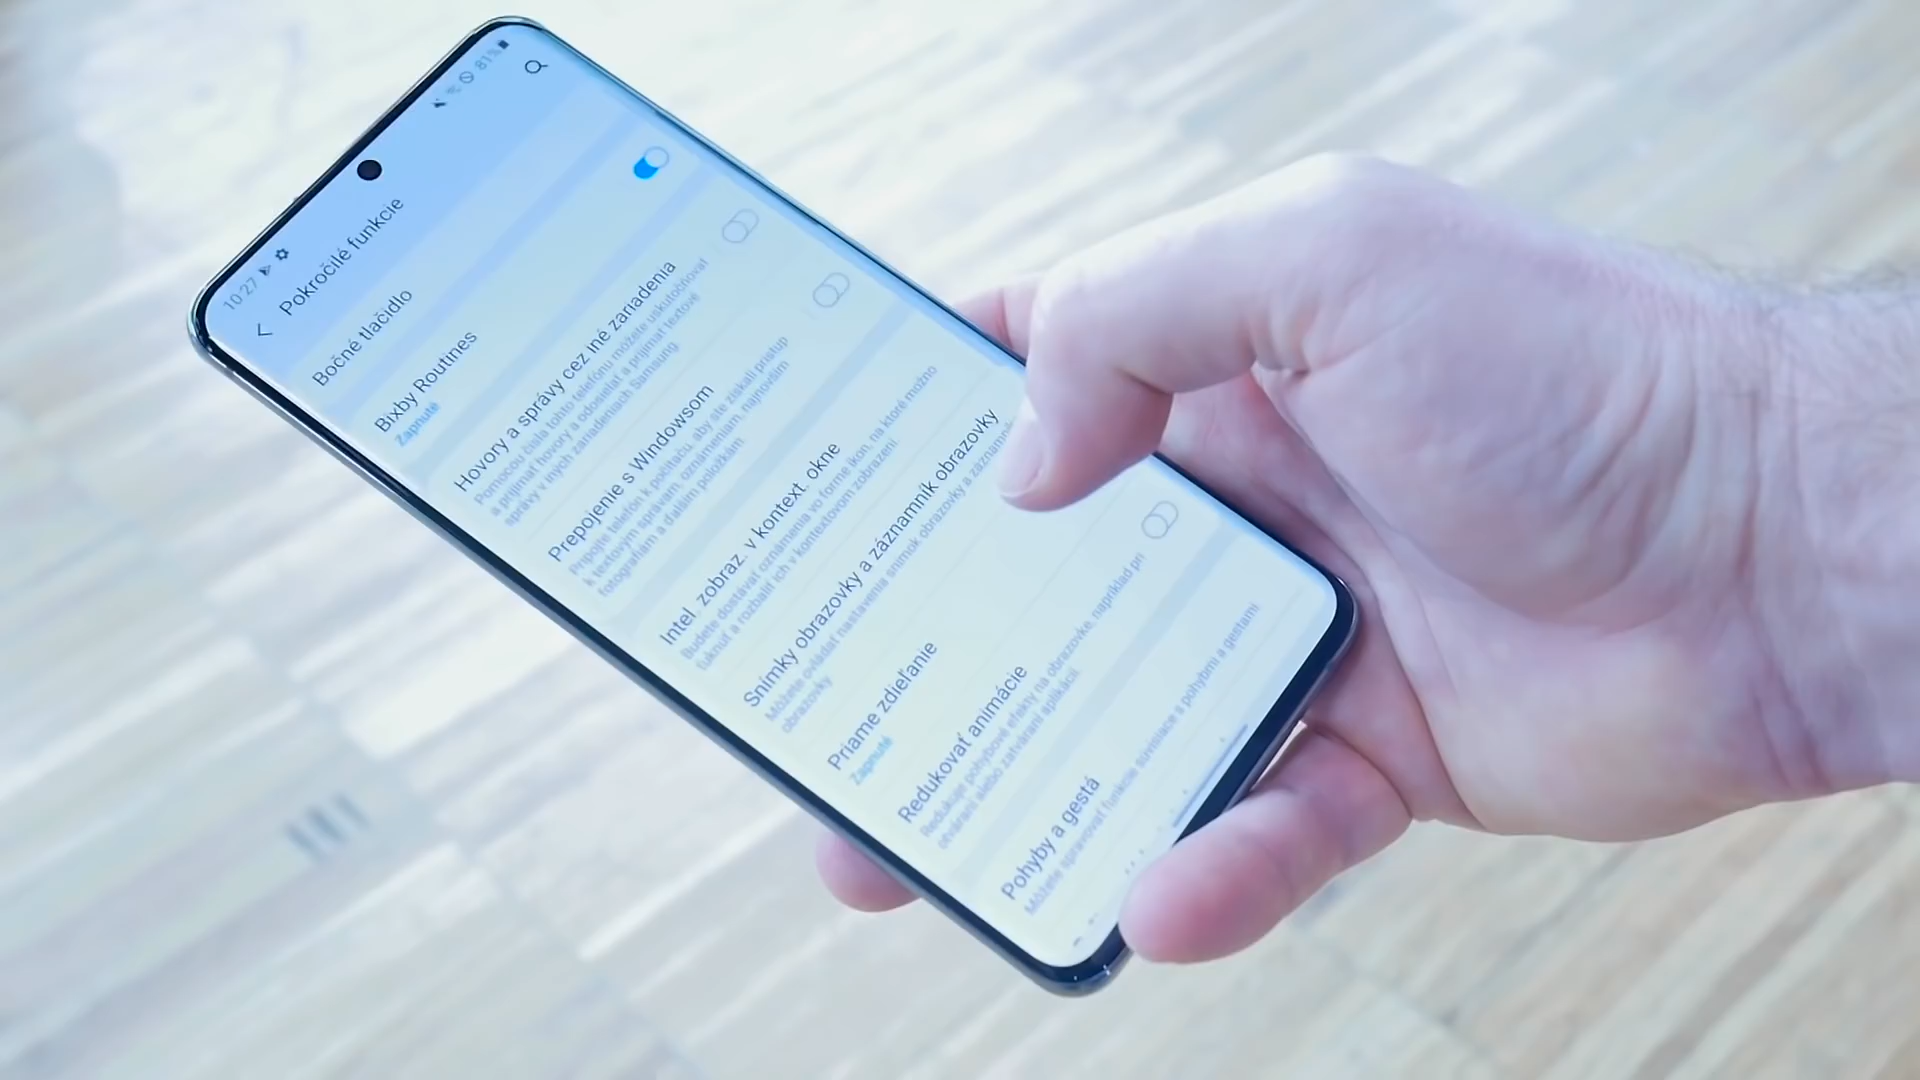 10:27
81%
Pokročilé funkcie
Bočné tlačidlo
Bixby Routines
Zapnuté
Hovory a správy cez iné zariadenia
Pomocou čísla tohto telefónu môžete uskutočňovať
a prijímať hovory a odosielať a prijímať textové
správy v iných zariadeniach Samsung.
Prepojenie s Windowsom
Pripojte telefón k počítaču, aby ste získali prístup
k textovým správam, oznámeniam, najnovším
fotografiám a ďalším položkám.
Intel. zobraz. v kontext. okne
Budete dostávať oznámenia vo forme ikon, na ktoré možno
ťuknúť a rozbaliť ich v kontextovom zobrazení.
Snímky obrazovky a záznamník obrazovky
Môžete ovládať nastavenia snímok obrazovky a záznamník
obrazovky
Priame zdieľanie
Zapnuté
Redukovať animácie
Redukuje pohybové efekty na obrazovke, napríklad pri
otváraní alebo zatváraní aplikácií.
Pohyby a gestá
Môžete spravovať funkcie súvisiace s pohybmi a gestami